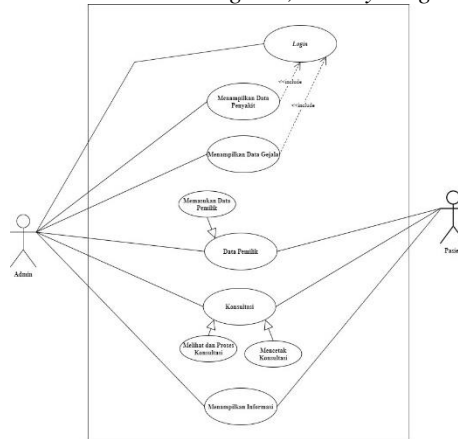 Login
<<include
Menampilkan Data
Penyakit
<<include
Menampilkan Data Gejala
Memasukan Data
Pemilik
Admin
Data Pemilik
Konsultasi
Melihat dan Proses
Konsultasi
Mencetak
Konsultasi
Menampilkan Informasi